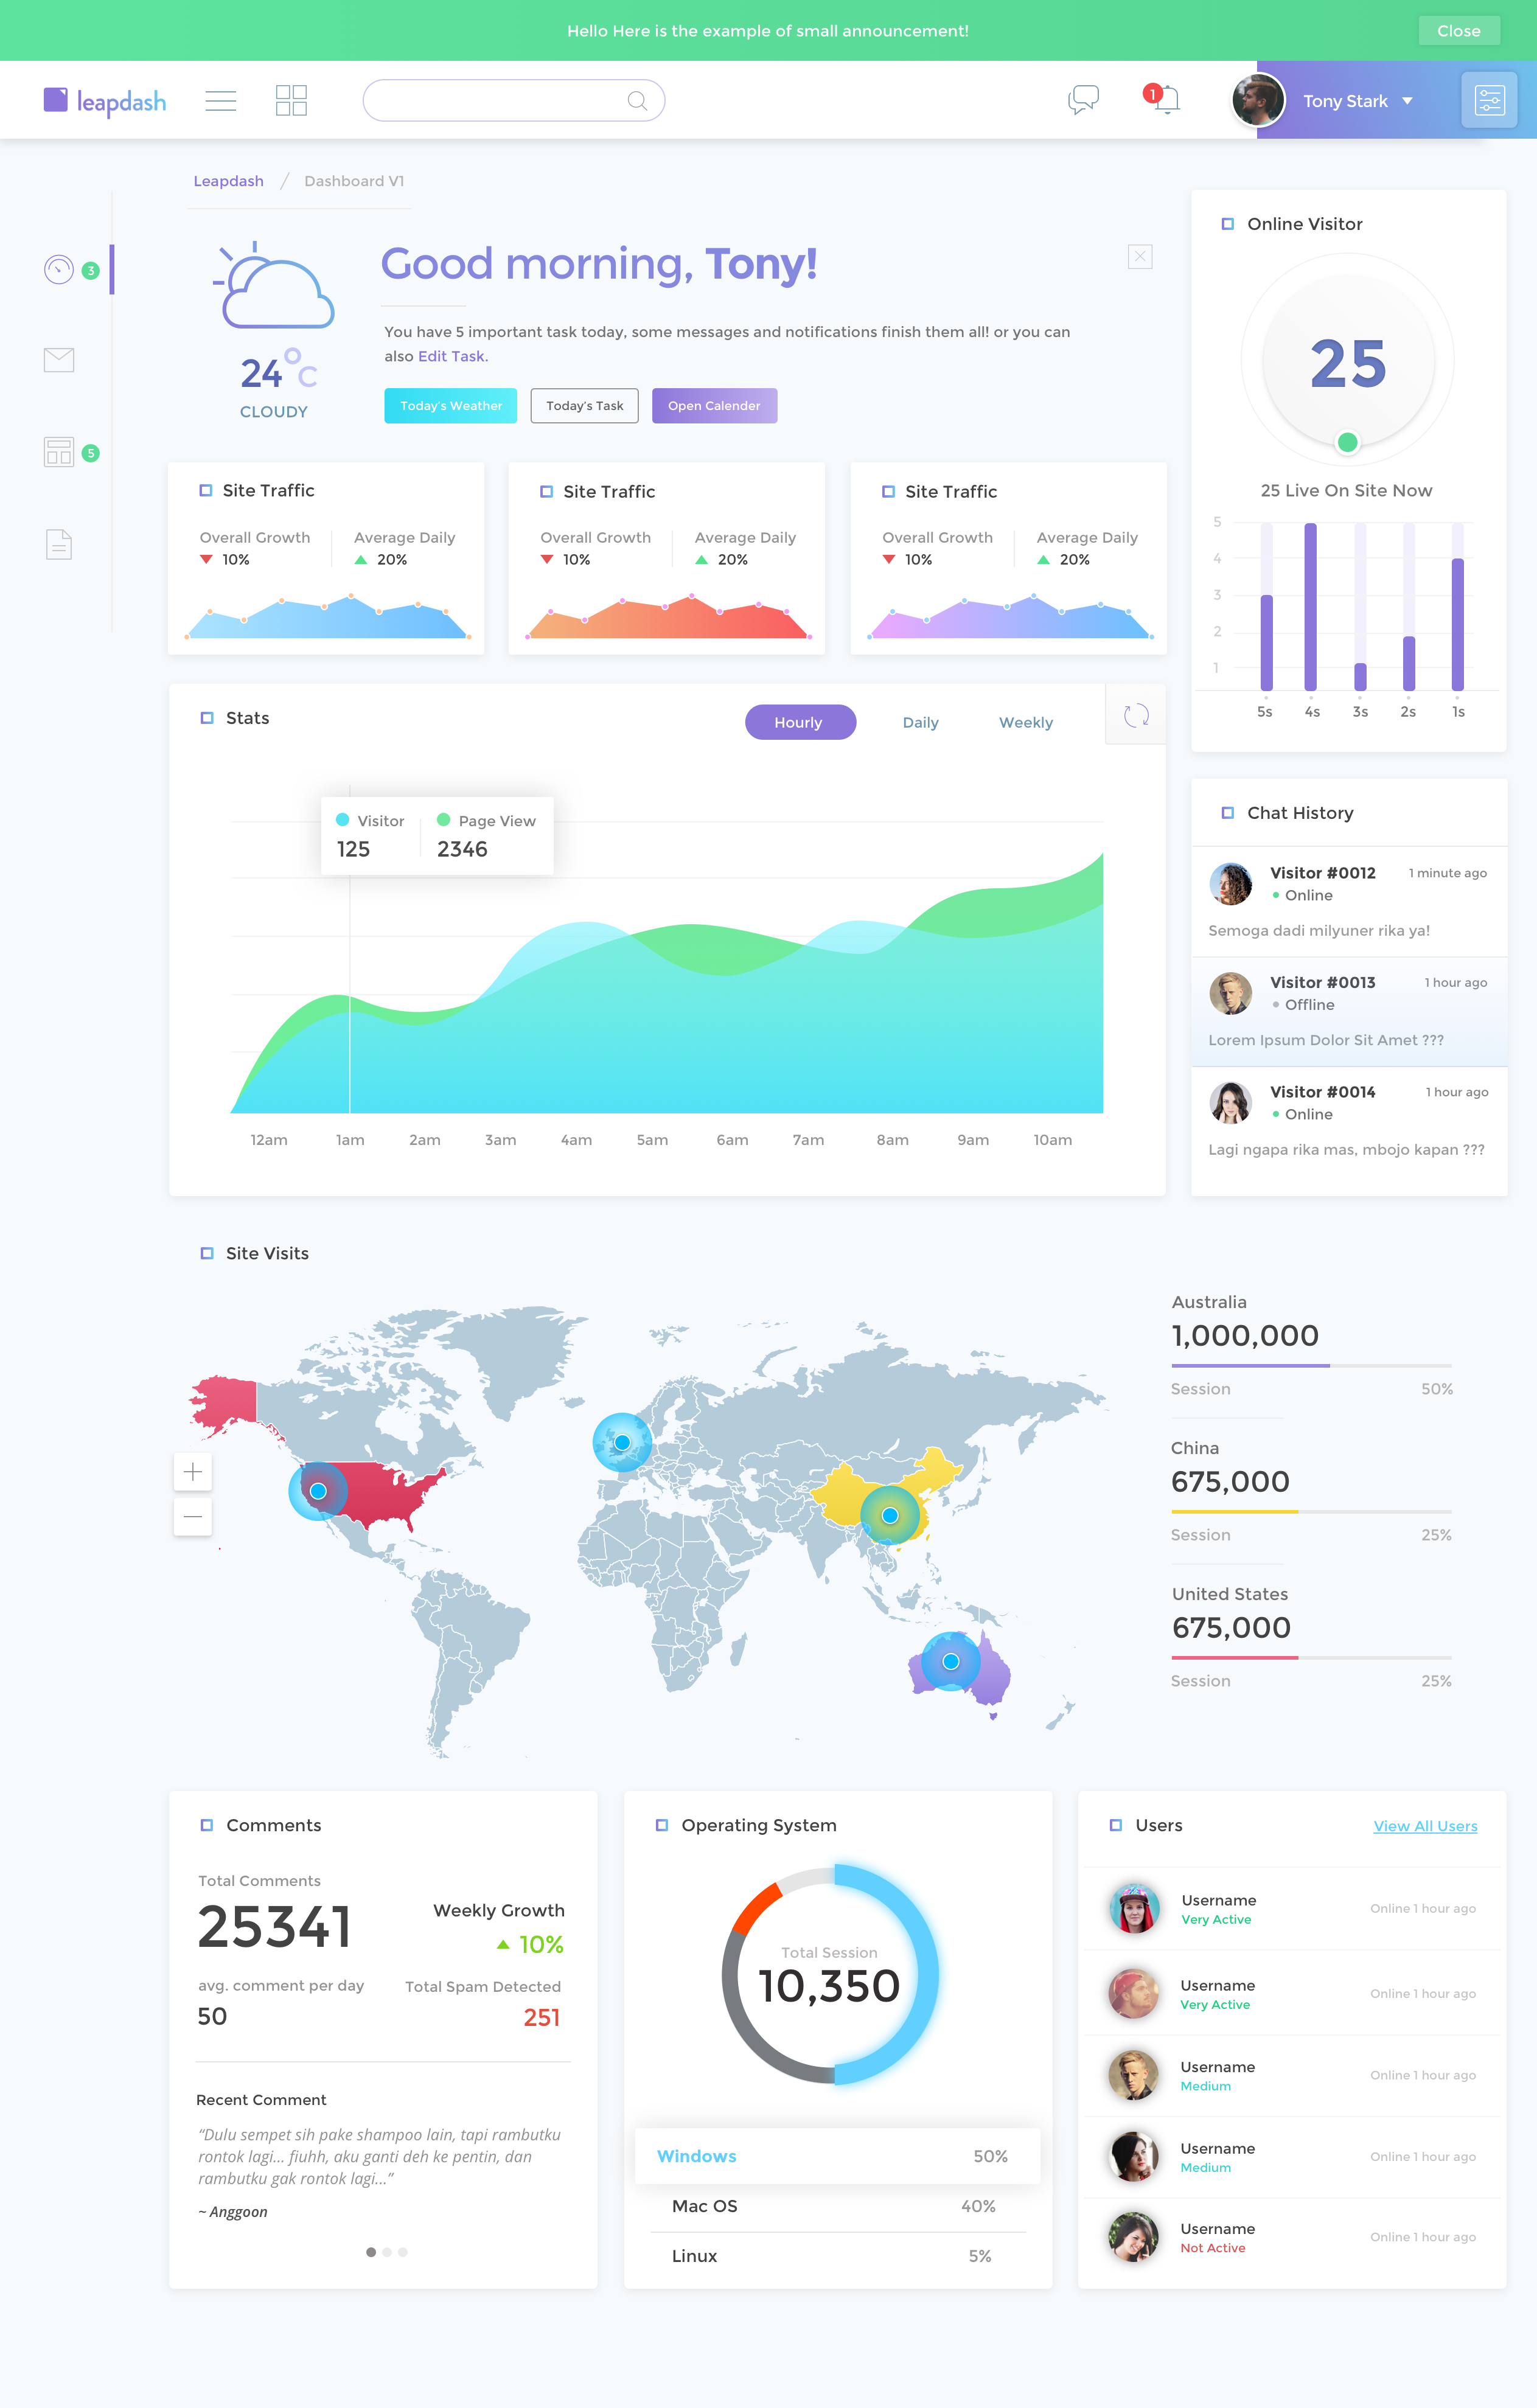 Hello Here is the example of small announcement!
Close
leapdash
1
Tony Stark
Leapdash / Dashboard V1
3
5
24°C
CLOUDY
Good morning, Tony!
You have 5 important task today, some messages and notifications finish them all! or you can
also Edit Task.
Today's Weather
Today's Task
Open Calender
Online Visitor
25
25 Live On Site Now
5
4
3
2
1
5s 4s 3s 2s 1s
Site Traffic
Overall Growth
10%
Average Daily
20%
Site Traffic
Overall Growth
10%
Average Daily
20%
Site Traffic
Overall Growth
10%
Average Daily
20%
Stats
Hourly
Daily
Weekly
Visitor
125
Page View
2346
12am 1am 2am 3am 4am 5am 6am 7am 8am 9am 10am
Chat History
Visitor #0012
1 minute ago
Online
Semoga dadi milyuner rika ya!
Visitor #0013
1 hour ago
Offline
Lorem Ipsum Dolor Sit Amet ???
Visitor #0014
1 hour ago
Online
Lagi ngapa rika mas, mbojo kapan ???
Site Visits
Australia
1,000,000
Session 50%
China
675,000
Session 25%
United States
675,000
Session 25%
Comments
Total Comments
25341
Weekly Growth
10%
avg. comment per day
50
Total Spam Detected
251
Recent Comment
“Dulu sempet sih pake shampoo lain, tapi rambutku
rontok lagi... fiuhh, aku ganti deh ke pentin, dan
rambutku gak rontok lagi...”
~ Anggoon
Operating System
Total Session
10,350
Windows 50%
Mac OS 40%
Linux 5%
Users
View All Users
Username
Very Active
Online 1 hour ago
Username
Very Active
Online 1 hour ago
Username
Medium
Online 1 hour ago
Username
Medium
Online 1 hour ago
Username
Not Active
Online 1 hour ago